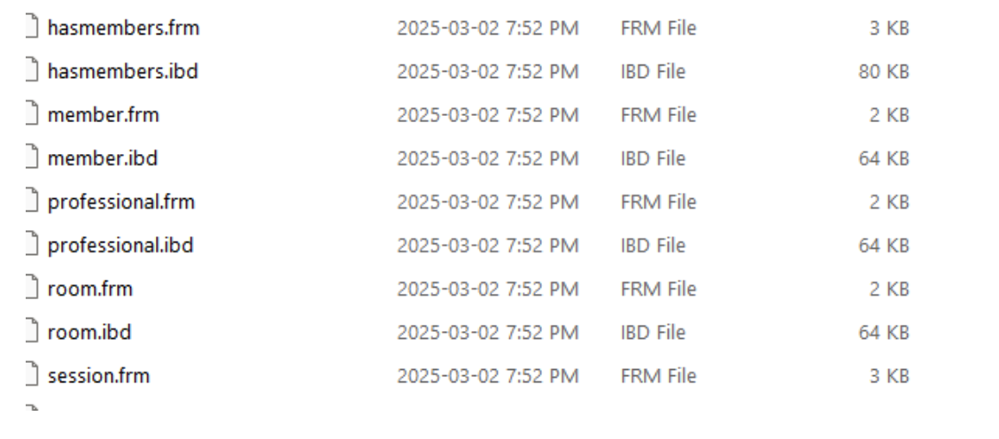 hasmembers.frm 2025-03-02 7:52 PM FRM File 3 KB
hasmembers.ibd 2025-03-02 7:52 PM IBD File 80 KB
member.frm 2025-03-02 7:52 PM FRM File 2 KB
member.ibd 2025-03-02 7:52 PM IBD File 64 KB
professional.frm 2025-03-02 7:52 PM FRM File 2 KB
professional.ibd 2025-03-02 7:52 PM IBD File 64 KB
room.frm 2025-03-02 7:52 PM FRM File 2 KB
room.ibd 2025-03-02 7:52 PM IBD File 64 KB
session.frm 2025-03-02 7:52 PM FRM File 3 KB